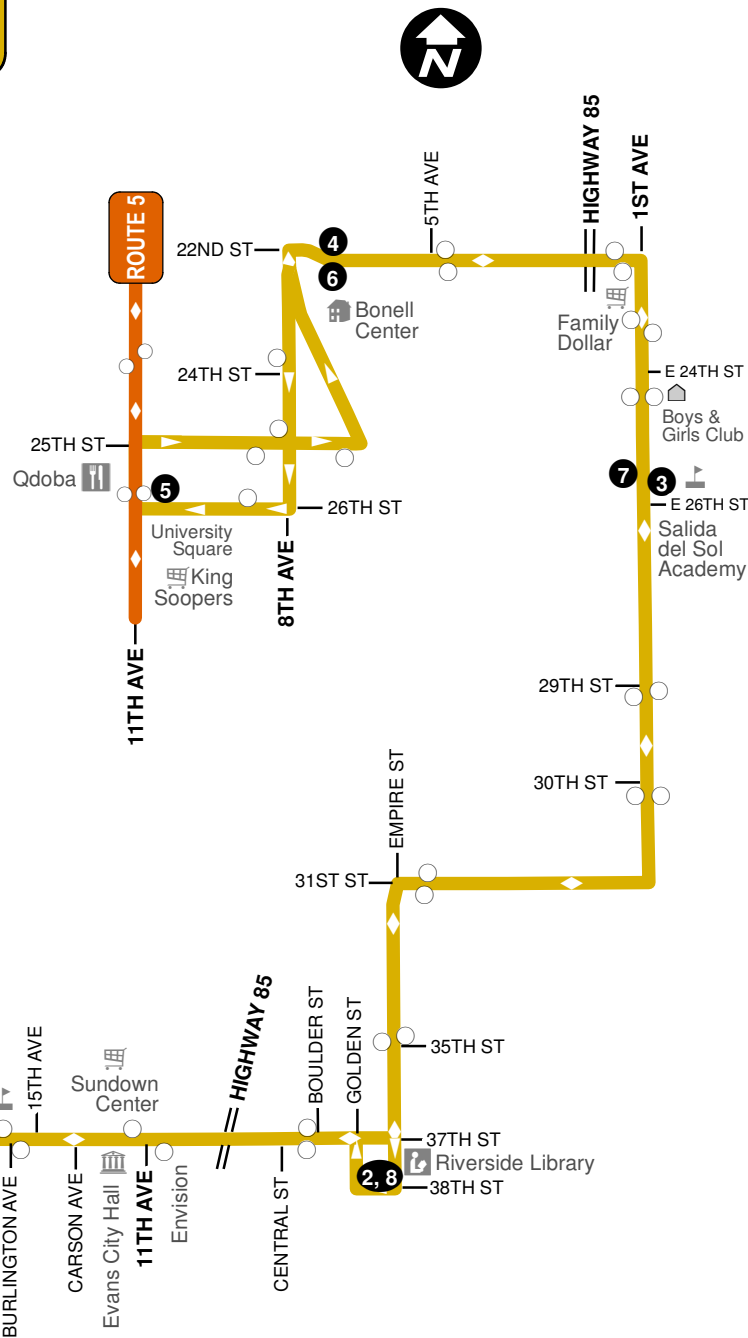 N
ROUTE 5
22ND ST
4
6
5TH AVE
HIGHWAY 85
1ST AVE
Bonell
Center
Family
Dollar
24TH ST
E 24TH ST
Boys &
Girls Club
25TH ST
Qdoba
5
7
3
26TH ST
E 26TH ST
University
Square
King
Soopers
8TH AVE
Salida
del Sol
Academy
11TH AVE
29TH ST
30TH ST
EMPIRE ST
31ST ST
35TH ST
HIGHWAY 85
BOULDER ST
GOLDEN ST
15TH AVE
Sundown
Center
37TH ST
Riverside Library
2, 8
38TH ST
BURLINGTON AVE
CARSON AVE
Evans City Hall
11TH AVE
Envision
CENTRAL ST